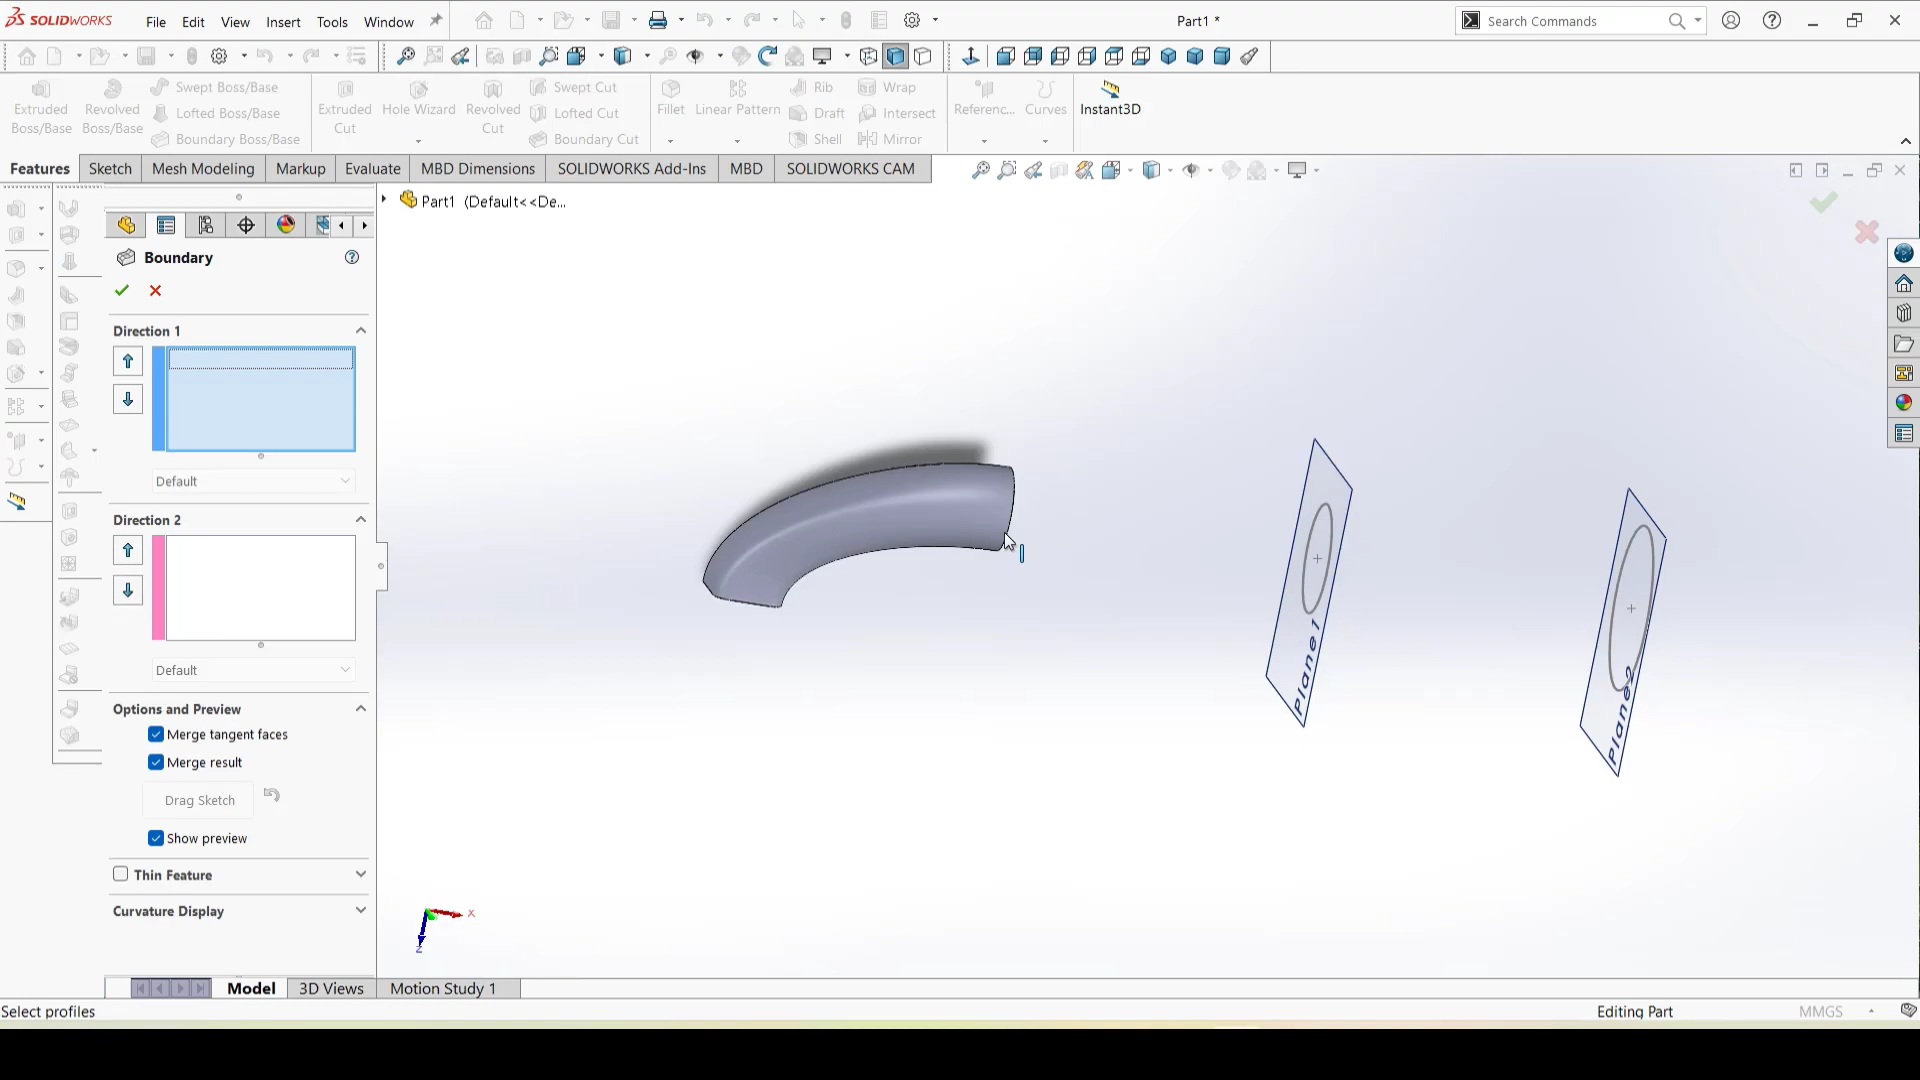 SOLIDWORKS
File Edit View Insert Tools Window
Part1 *
Search Commands
Extruded Boss/Base
Revolved Boss/Base
Swept Boss/Base
Lofted Boss/Base
Boundary Boss/Base
Extruded Cut
Hole Wizard
Revolved Cut
Swept Cut
Lofted Cut
Boundary Cut
Fillet
Linear Pattern
Rib
Draft
Shell
Wrap
Intersect
Mirror
Referenc...
Curves
Instant3D
Features Sketch Mesh Modeling Markup Evaluate MBD Dimensions SOLIDWORKS Add-Ins MBD SOLIDWORKS CAM
Part1 (Default<<De...
Boundary
Direction 1
Default
Direction 2
Default
Options and Preview
Merge tangent faces
Merge result
Drag Sketch
Show preview
Thin Feature
Curvature Display
Plane1
Plane2
x
z
Model 3D Views Motion Study 1
Select profiles
Editing Part
MMGS